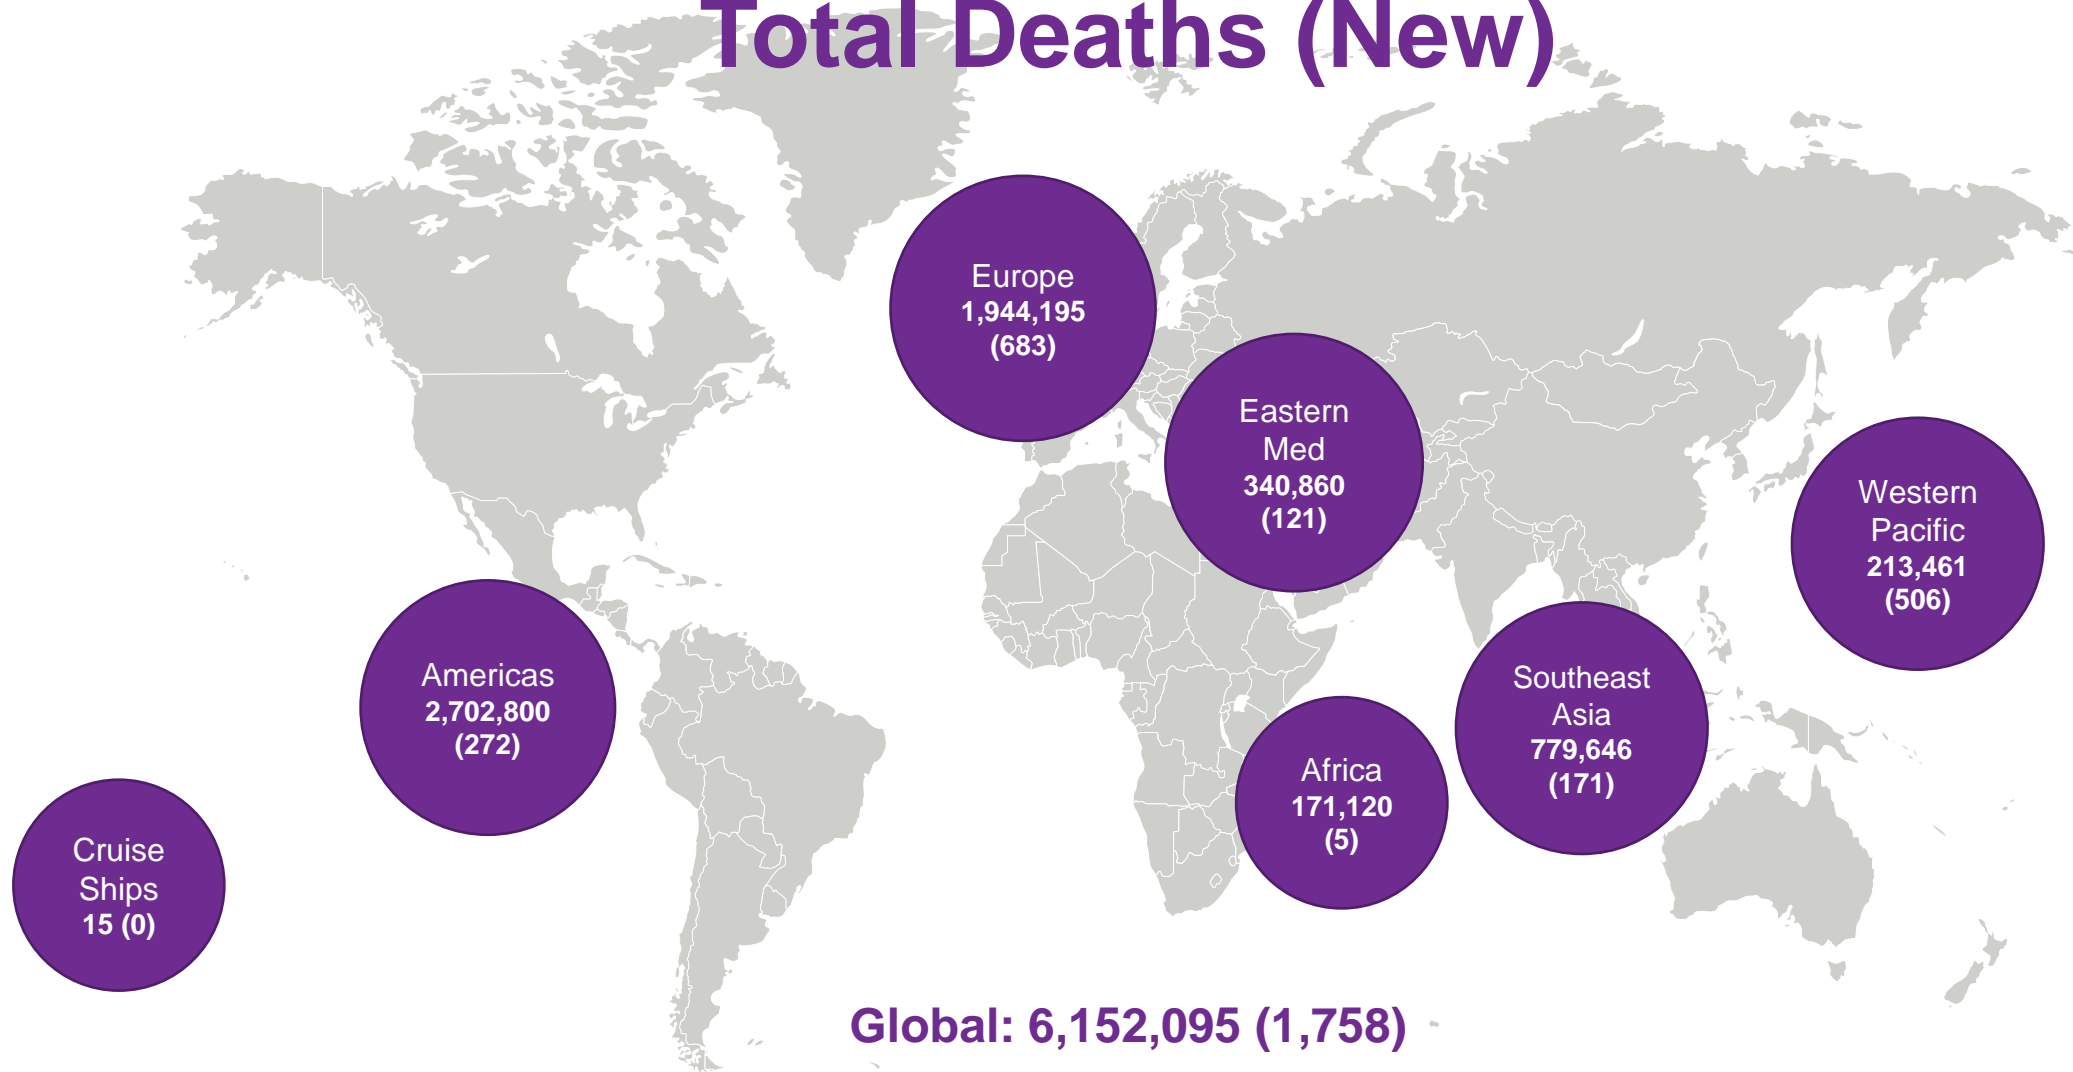 Total Deaths (New)
Europe
1,944,195
(683)
Eastern
Med
340,860
(121)
Western
Pacific
213,461
(506)
Americas
2,702,800
(272)
Southeast
Asia
779,646
(171)
Africa
171,120
(5)
Cruise
Ships
15 (0)
Global: 6,152,095 (1,758)